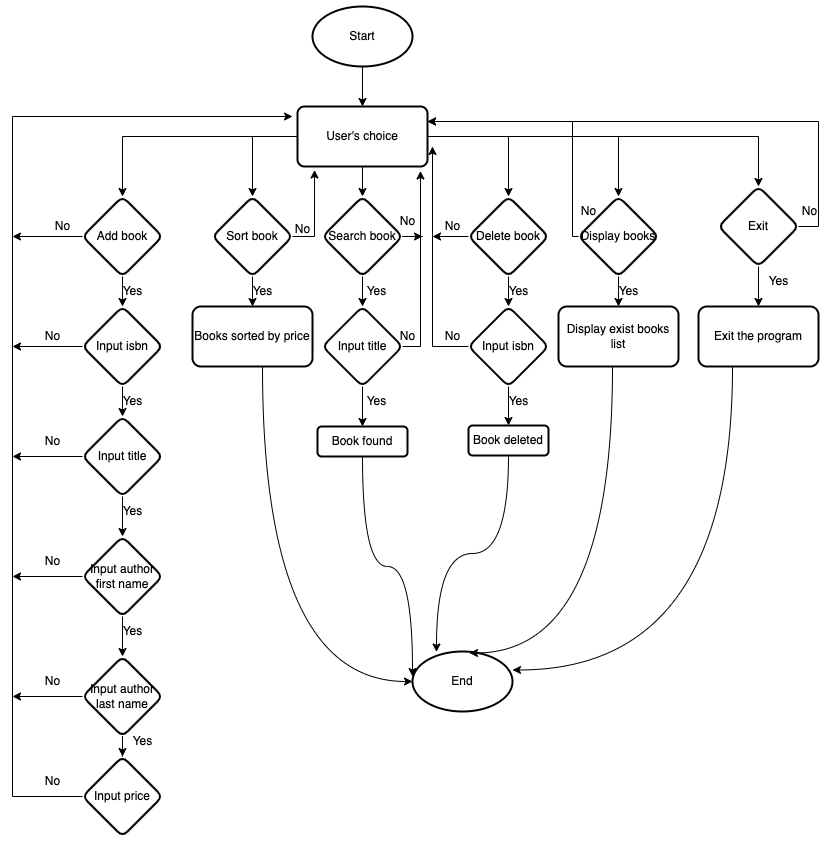 Start
User's choice
No
Add book
Sort book
No
Search book
No
No
Delete book
No
Display books
Exit
No
Yes
Yes
Yes
Yes
Yes
Yes
No
Input isbn
Books sorted by price
Input title
No
No
Input isbn
Display exist books
list
Exit the program
Yes
Yes
Yes
No
Input title
Book found
Book deleted
Yes
No
Input author
first name
Yes
No
Input author
last name
End
Yes
No
Input price